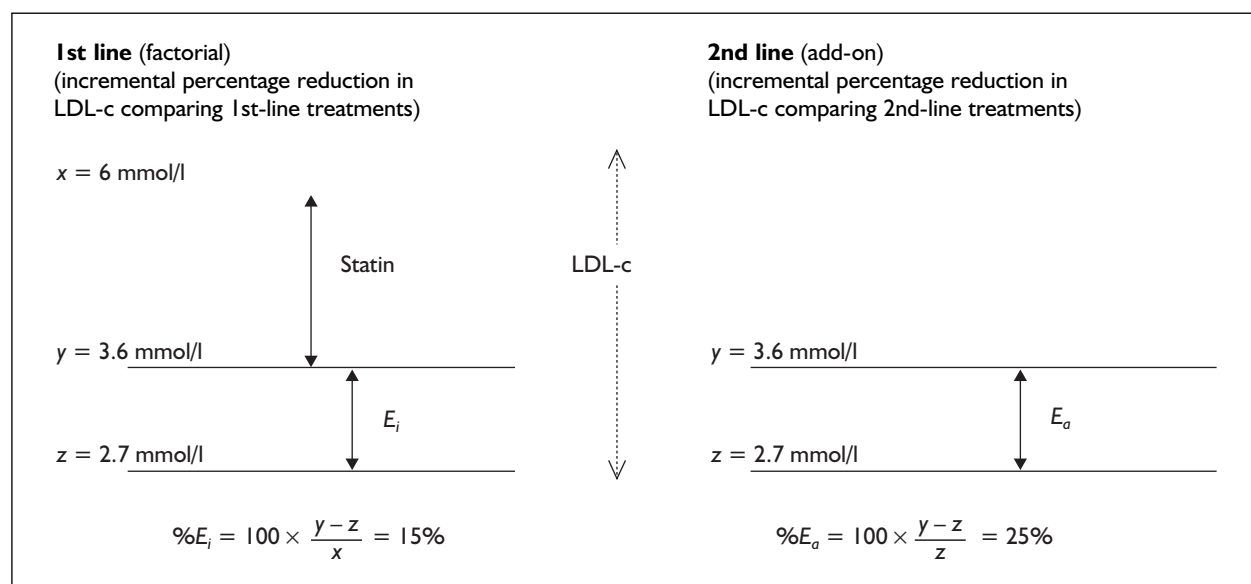 1st line (factorial)
(incremental percentage reduction in
LDL-c comparing 1st-line treatments)
x = 6 mmol/l
Statin
y = 3.6 mmol/l
E_i
z = 2.7 mmol/l
%E_i = 100 × (y – z)/x = 15%
LDL-c
2nd line (add-on)
(incremental percentage reduction in
LDL-c comparing 2nd-line treatments)
y = 3.6 mmol/l
E_a
z = 2.7 mmol/l
%E_a = 100 × (y – z)/z = 25%